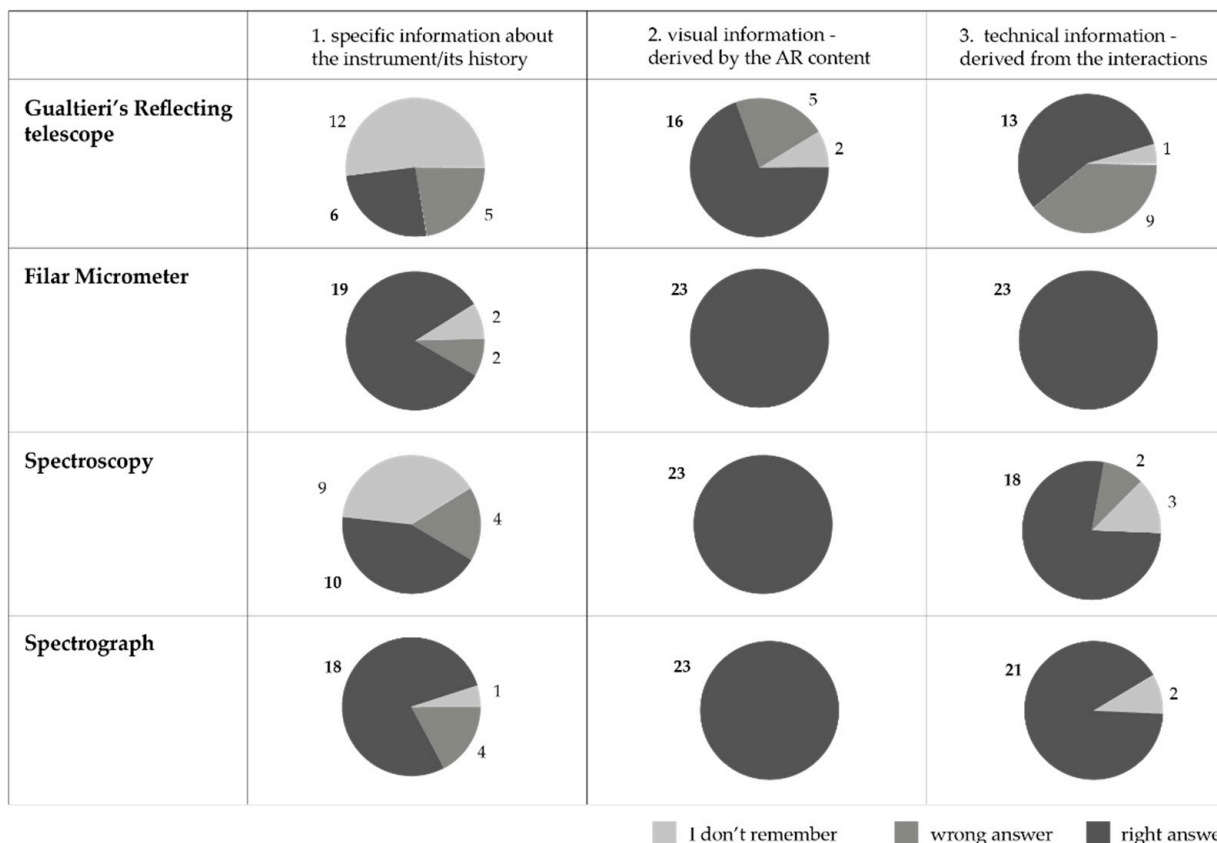 1. specific information about
the instrument/its history
2. visual information -
derived by the AR content
3. technical information -
derived from the interactions
Gualtieri's Reflecting
telescope
12
6
5
16
5
2
13
1
9
Filar Micrometer
19
2
2
23
23
Spectroscopy
9
4
10
23
18
2
3
Spectrograph
18
1
4
23
21
2
I don't remember
wrong answer
right answe